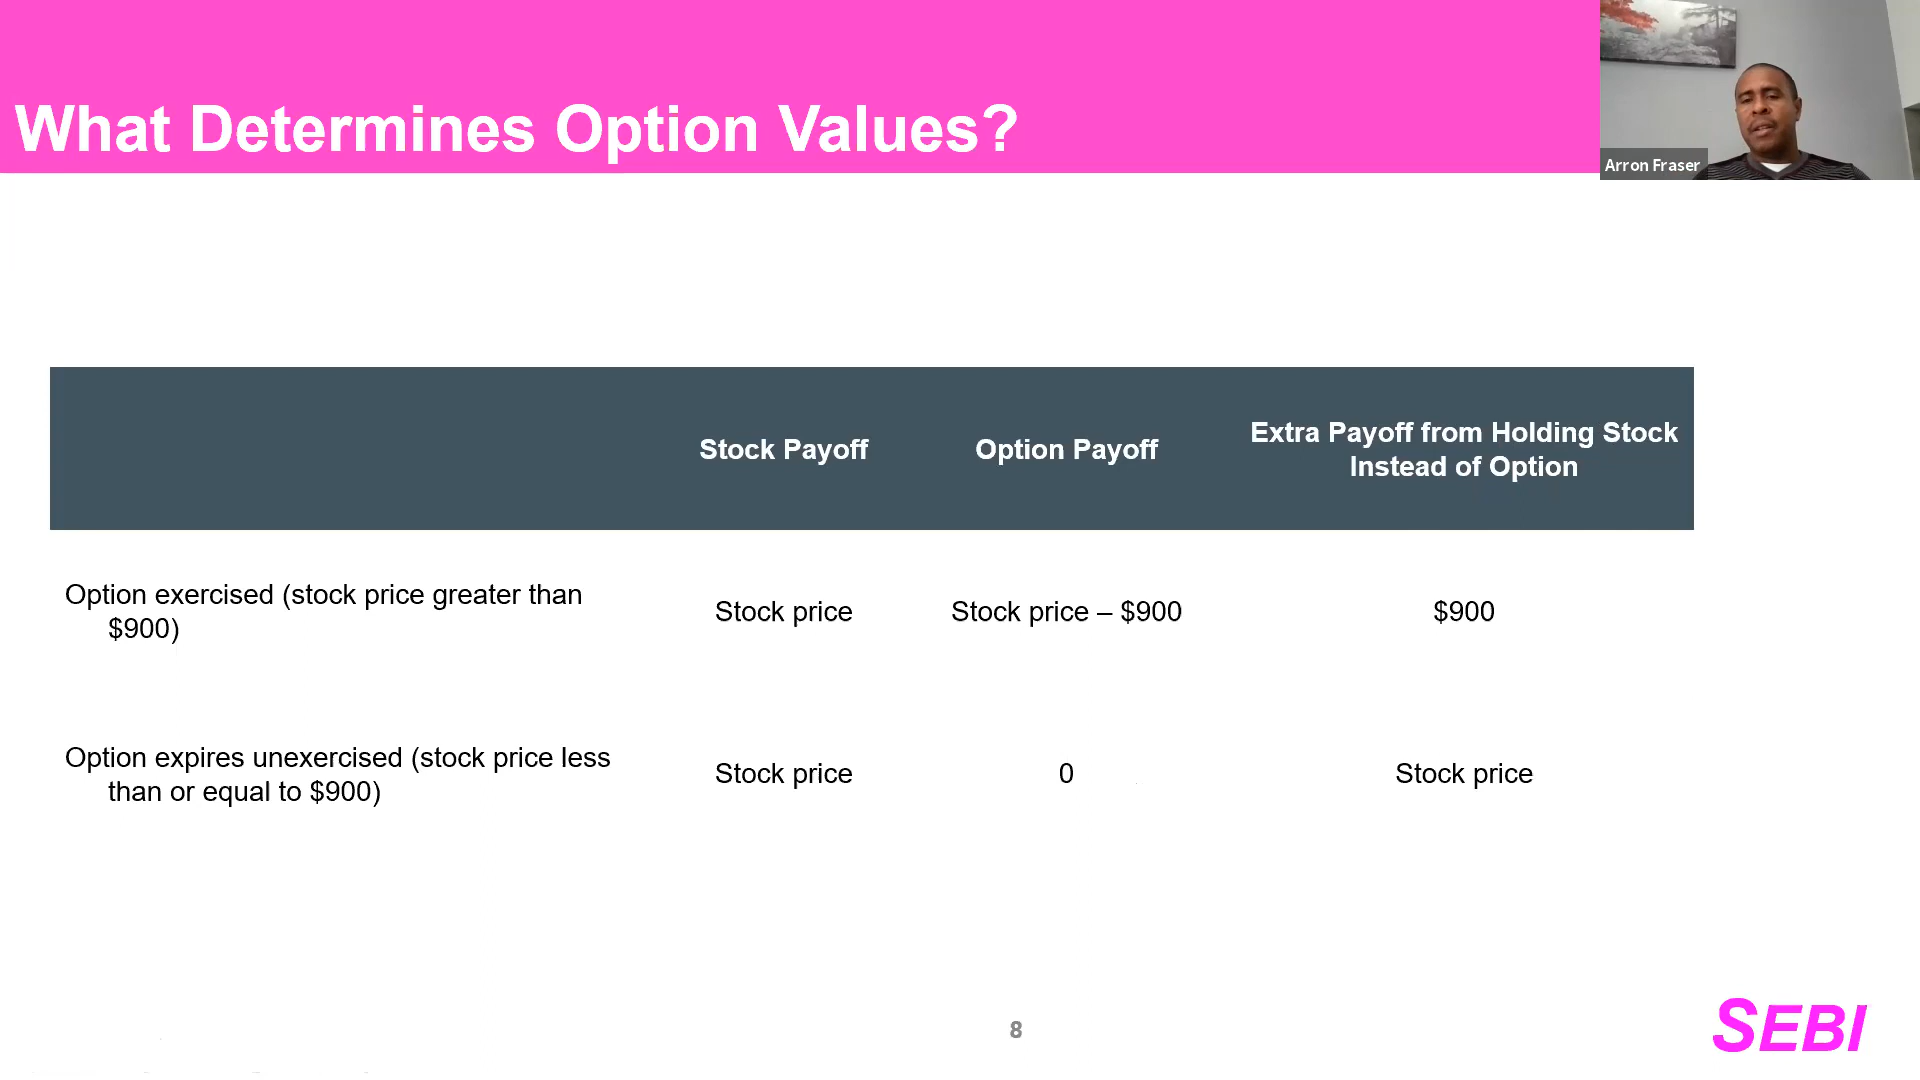 What Determines Option Values?
Arron Fraser
Stock Payoff
Option Payoff
Extra Payoff from Holding Stock
Instead of Option
Option exercised (stock price greater than
$900)
Stock price
Stock price – $900
$900
Option expires unexercised (stock price less
than or equal to $900)
Stock price
0
Stock price
8
SEBI